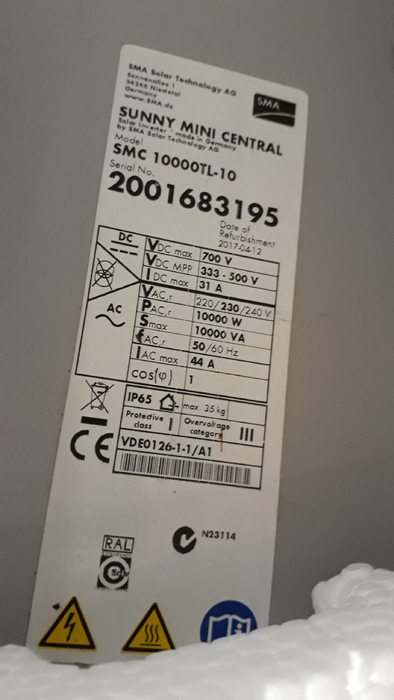 SMA Solar Technology AG
Sonnenallee 1
34266 Niestetal
Germany
www.SMA.de
SMA
SUNNY MINI CENTRAL
Solar Inverter - made in Germany
by SMA Solar Technology AG
Model
SMC 10000TL-10
Serial No.
2001683195
Date of
Refurbishment
2017-04-12
DC
VDC max 700 V
VDC MPP 333 - 500 V
IDC max 31 A
AC
VAC,r 220/230/240 V
PAC,r 10000 W
Smax 10000 VA
fAC,r 50/60 Hz
IAC max 44 A
cos(φ) 1
IP65 max 35kg
Protective class I Overvoltage category III
VDE0126-1-1/A1
CE
N23114
RAL
Solar